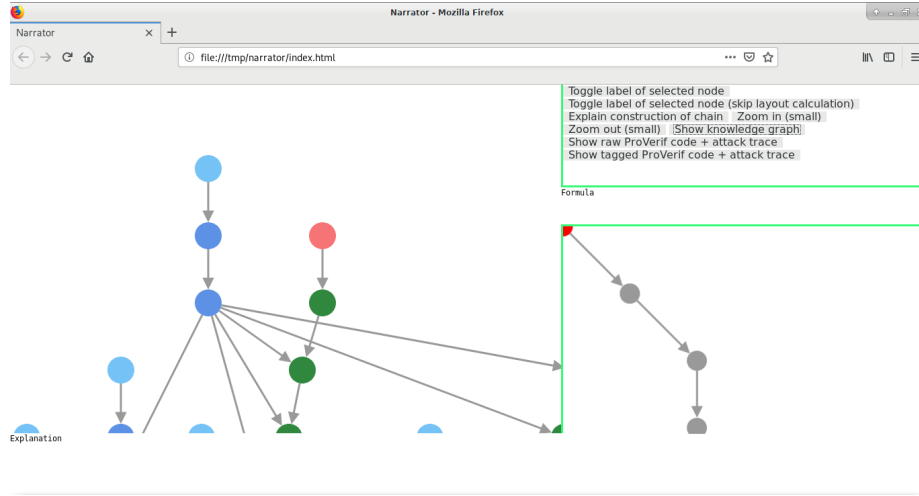 Narrator - Mozilla Firefox
Narrator
file:///tmp/narrator/index.html
Toggle label of selected node
Toggle label of selected node (skip layout calculation)
Explain construction of chain Zoom in (small)
Zoom out (small) Show knowledge graph
Show raw ProVerif code + attack trace
Show tagged ProVerif code + attack trace
Formula
Explanation